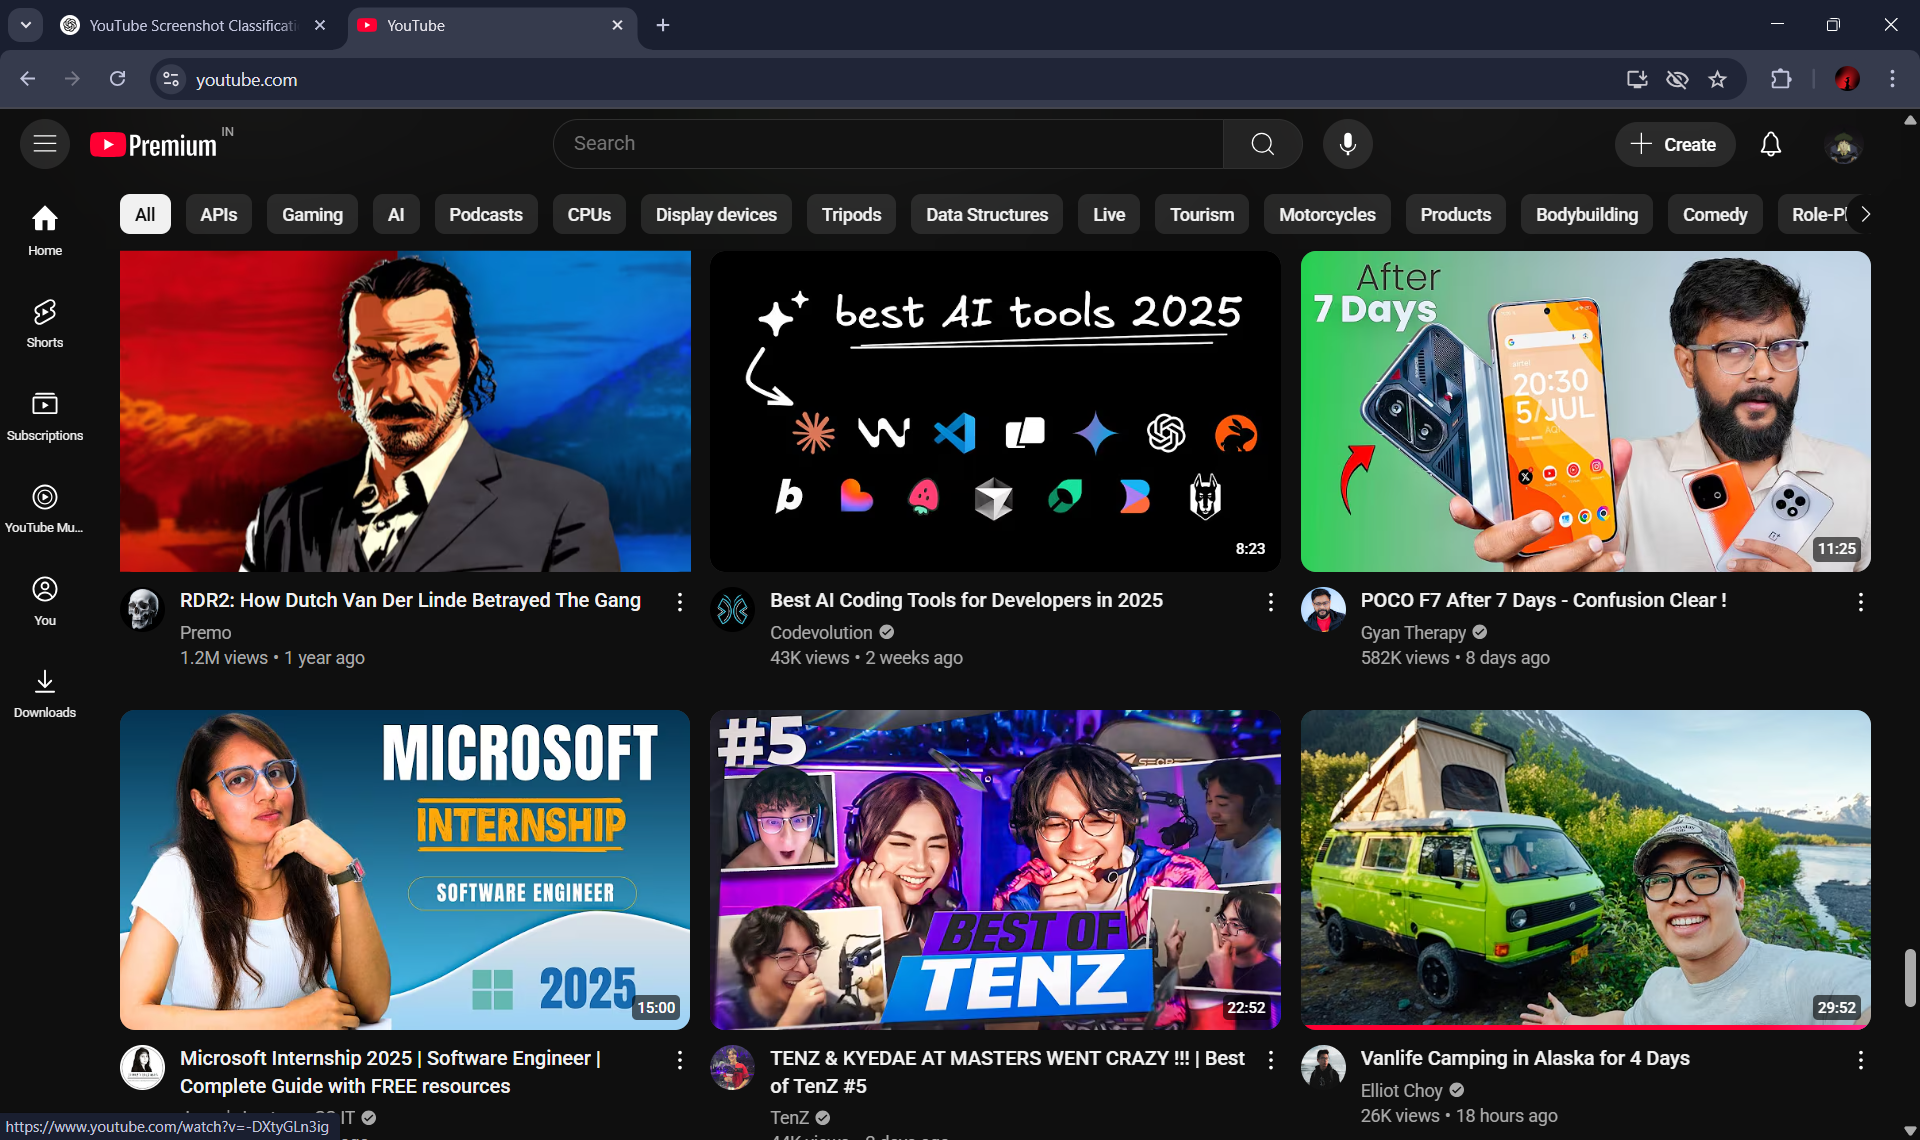 YouTube Screenshot Classificati
YouTube
youtube.com
Premium IN
Search
Create
All
APIs
Gaming
AI
Podcasts
CPUs
Display devices
Tripods
Data Structures
Live
Tourism
Motorcycles
Products
Bodybuilding
Comedy
Role-Pl
Home
Shorts
Subscriptions
YouTube Mu...
You
Downloads
RDR2: How Dutch Van Der Linde Betrayed The Gang
Premo
1.2M views • 1 year ago
best AI tools 2025
8:23
Best AI Coding Tools for Developers in 2025
Codevolution
43K views • 2 weeks ago
After
7 Days
20:30
5/JUL
11:25
POCO F7 After 7 Days - Confusion Clear !
Gyan Therapy
582K views • 8 days ago
MICROSOFT
INTERNSHIP
SOFTWARE ENGINEER
2025
15:00
Microsoft Internship 2025 | Software Engineer |
Complete Guide with FREE resources
IT
#5
BEST OF
TENZ
22:52
TENZ & KYEDAE AT MASTERS WENT CRAZY !!! | Best
of TenZ #5
TenZ
29:52
Vanlife Camping in Alaska for 4 Days
Elliot Choy
26K views • 18 hours ago
https://www.youtube.com/watch?v=-DXtyGLn3ig